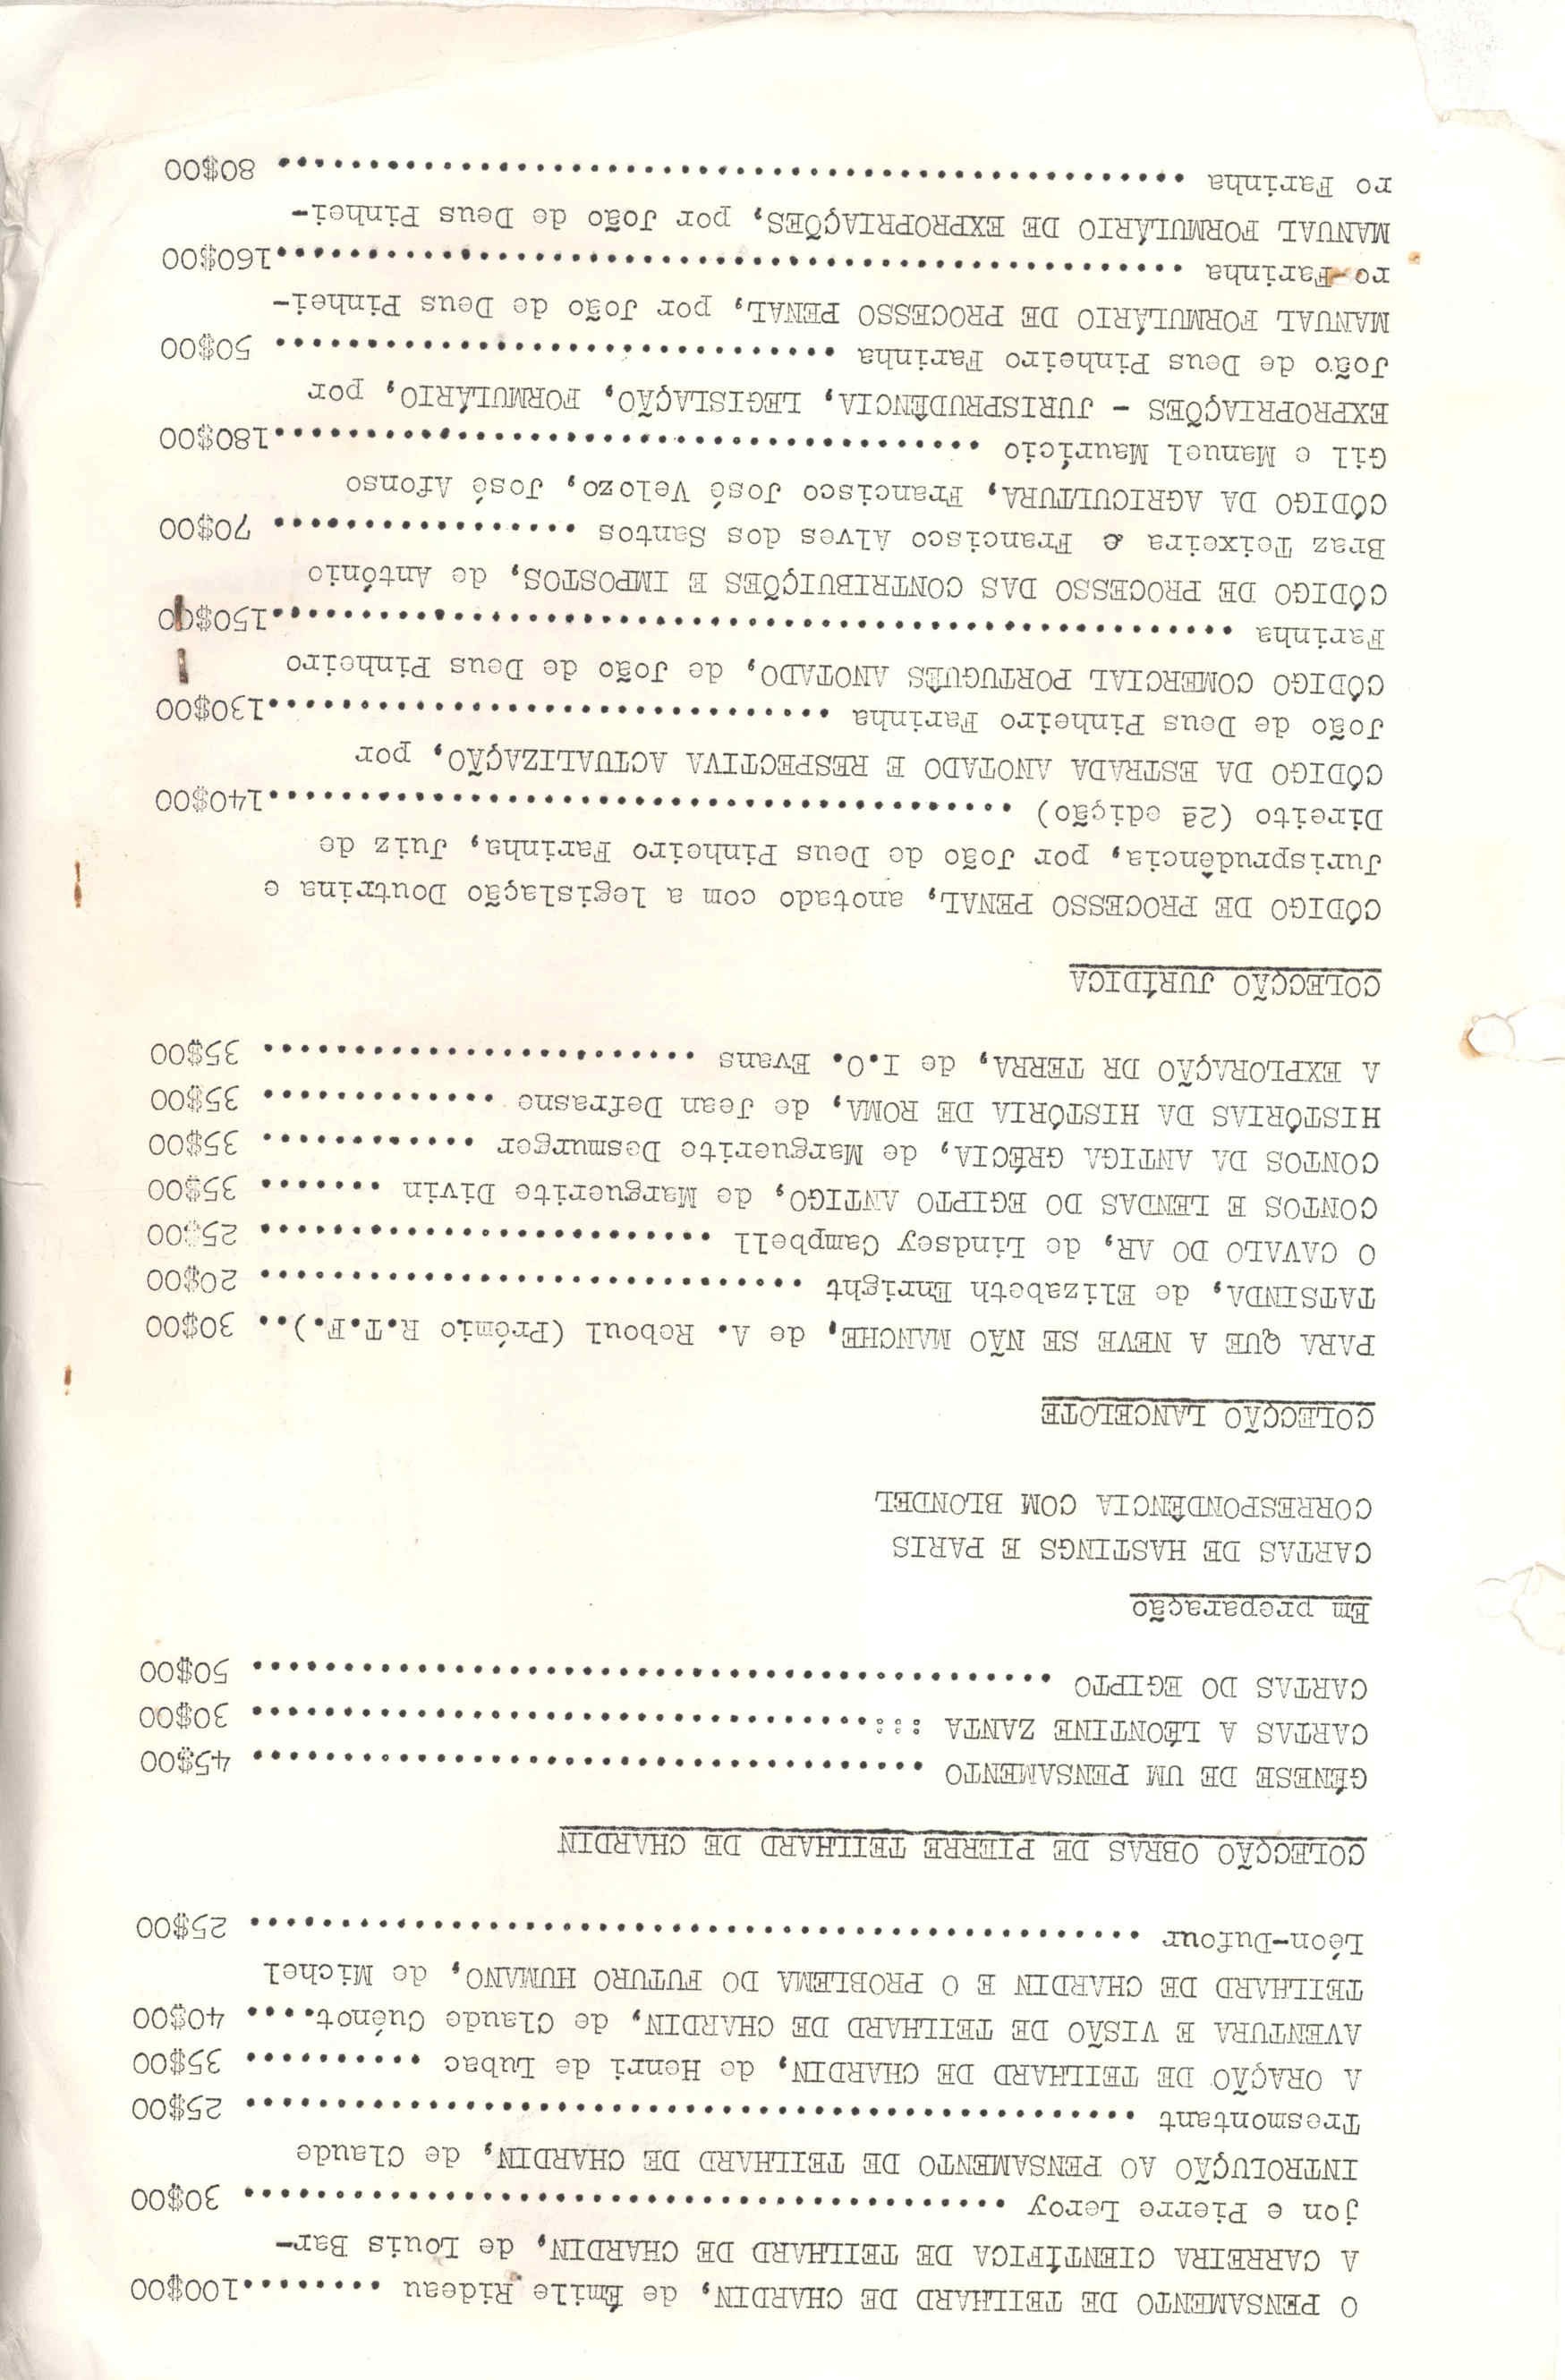 O PENSAMENTO DE TEILHARD DE CHARDIN, de Émile Rideau ........100$00
A CARREIRA CIENTÍFICA DE TEILHARD DE CHARDIN, de Louis Bar-
jon e Pierre Leroy .......................................... 30$00
INTROLUÇÃO AO PENSAMENTO DE TEILHARD DE CHARDIN, de Claude
Tresmontant ................................................. 25$00
A ORAÇÃO DE TEILHARD DE CHARDIN, de Henri de Lubac .......... 35$00
AVENTURA E VISÃO DE TEILHARD DE CHARDIN, de Claude Cuénot.... 40$00
TEILHARD DE CHARDIN E O PROBLEMA DO FUTURO HUMANO, de Michel
Léon-Dufour ................................................. 25$00
COLECÇÃO OBRAS DE PIERRE TEILHARD DE CHARDIN
GÉNESE DE UM PENSAMENTO ..................................... 45$00
CARTAS A LÉONTINE ZANTA :::.................................. 30$00
CARTAS DO EGIPTO ............................................ 50$00
Em preparação
CARTAS DE HASTINGS E PARIS
CORRESPONDÊNCIA COM BLONDEL
COLECÇÃO LANCELOTE
PARA QUE A NEVE SE NÃO MANCHE, de A. Reboul (Prémio R.T.F.).. 30$00
TATSINDA, de Elizabeth Enright .............................. 20$00
O CAVALO DO AR, de Lindsey Campbell ......................... 25$00
CONTOS E LENDAS DO EGIPTO ANTIGO, de Marguerite Divin ....... 35$00
CONTOS DA ANTIGA GRÉCIA, de Marguerite Desmurger ............ 35$00
HISTÓRIAS DA HISTÓRIA DE ROMA, de Jean Defrasne ............. 35$00
A EXPLORAÇÃO DR TERRA, de I.O. Evans ........................ 35$00
COLECÇÃO JURÍDICA
CÓDIGO DE PROCESSO PENAL, anotado com a legislação Doutrina e
Jurisprudência, por João de Deus Pinheiro Farinha, Juiz de
Direito (2ª edição) .........................................140$00
CÓDIGO DA ESTRADA ANOTADO E RESPECTIVA ACTUALIZAÇÃO, por
João de Deus Pinheiro Farinha ...............................130$00
CÓDIGO COMERCIAL PORTUGUÊS ANOTADO, de João de Deus Pinheiro
Farinha .....................................................150$00
CÓDIGO DE PROCESSO DAS CONTRIBUIÇÕES E IMPOSTOS, de António
Braz Teixeira e Francisco Alves dos Santos ................. 70$00
CÓDIGO DA AGRICULTURA, Francisco José Velozo, José Afonso
Gil e Manuel Maurício .......................................180$00
EXPROPRIAÇÕES - JURISPRUDÊNCIA, LEGISLAÇÃO, FORMULÁRIO, por
João de Deus Pinheiro Farinha ............................... 50$00
MANUAL FORMULÁRIO DE PROCESSO PENAL, por João de Deus Pinhei-
ro Farinha ..................................................160$00
MANUAL FORMULÁRIO DE EXPROPRIAÇÕES, por João de Deus Pinhei-
ro Farinha .................................................. 80$00